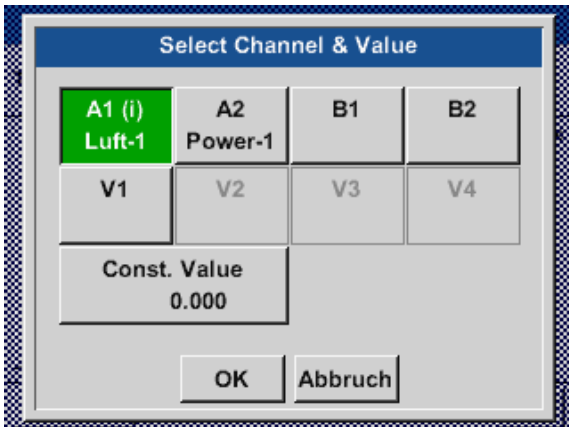 Select Channel & Value
A1 (i) A2 B1 B2
Luft-1 Power-1
V1 V2 V3 V4
Const. Value
0.000
OK Abbruch